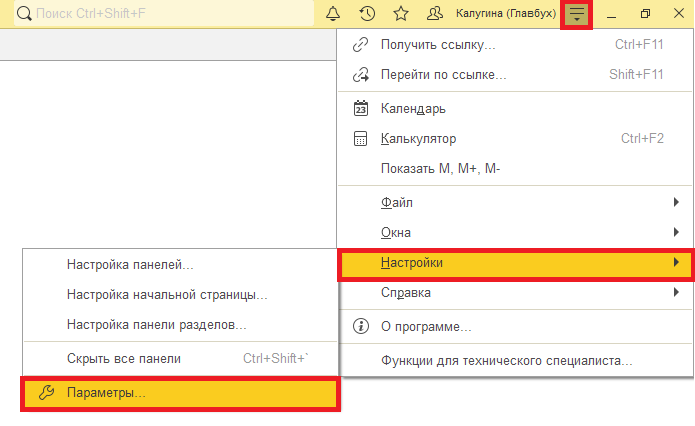 Поиск Ctrl+Shift+F
Калугина (Главбух)
Получить ссылку... Ctrl+F11
Перейти по ссылке... Shift+F11
23 Календарь
Калькулятор Ctrl+F2
Показать M, M+, M-
Файл
Окна
Настройки
Справка
О программе...
Функции для технического специалиста...
Настройка панелей...
Настройка начальной страницы...
Настройка панели разделов...
Скрыть все панели Ctrl+Shift+`
Параметры...